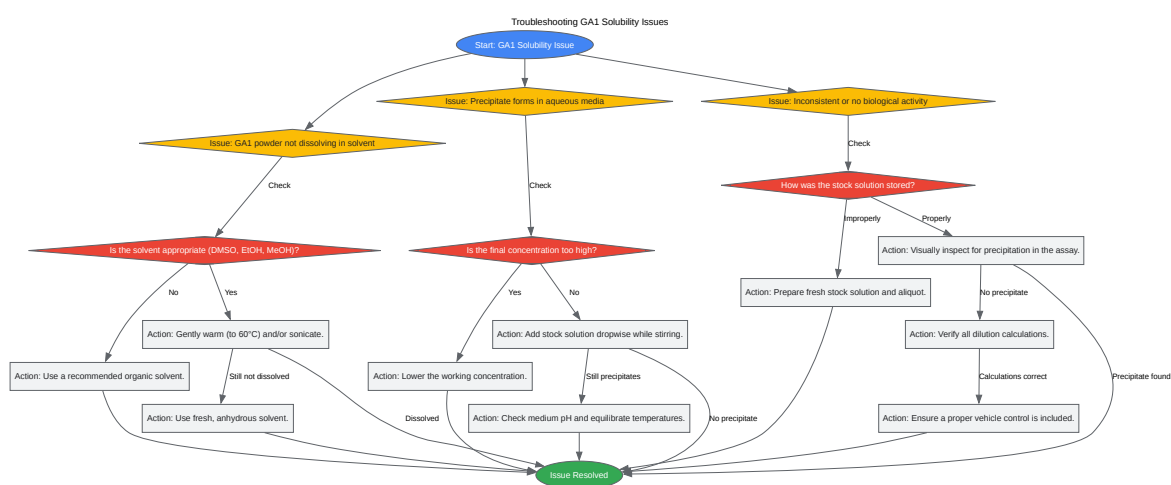 Troubleshooting GA1 Solubility Issues
Start: GA1 Solubility Issue
Issue: Precipitate forms in aqueous media
Issue: Inconsistent or no biological activity
Issue: GA1 powder not dissolving in solvent
Check
Check
Check
How was the stock solution stored?
Improperly
Properly
Is the solvent appropriate (DMSO, EtOH, MeOH)?
Is the final concentration too high?
Action: Visually inspect for precipitation in the assay.
No
Yes
Yes
No
Action: Prepare fresh stock solution and aliquot.
No precipitate
Action: Gently warm (to 60°C) and/or sonicate.
Action: Add stock solution dropwise while stirring.
Action: Verify all dilution calculations.
Action: Use a recommended organic solvent.
Still not dissolved
Action: Lower the working concentration.
Still precipitates
Calculations correct
Precipitate found
Action: Use fresh, anhydrous solvent.
Dissolved
Action: Check medium pH and equilibrate temperatures.
No precipitate
Action: Ensure a proper vehicle control is included.
Issue Resolved